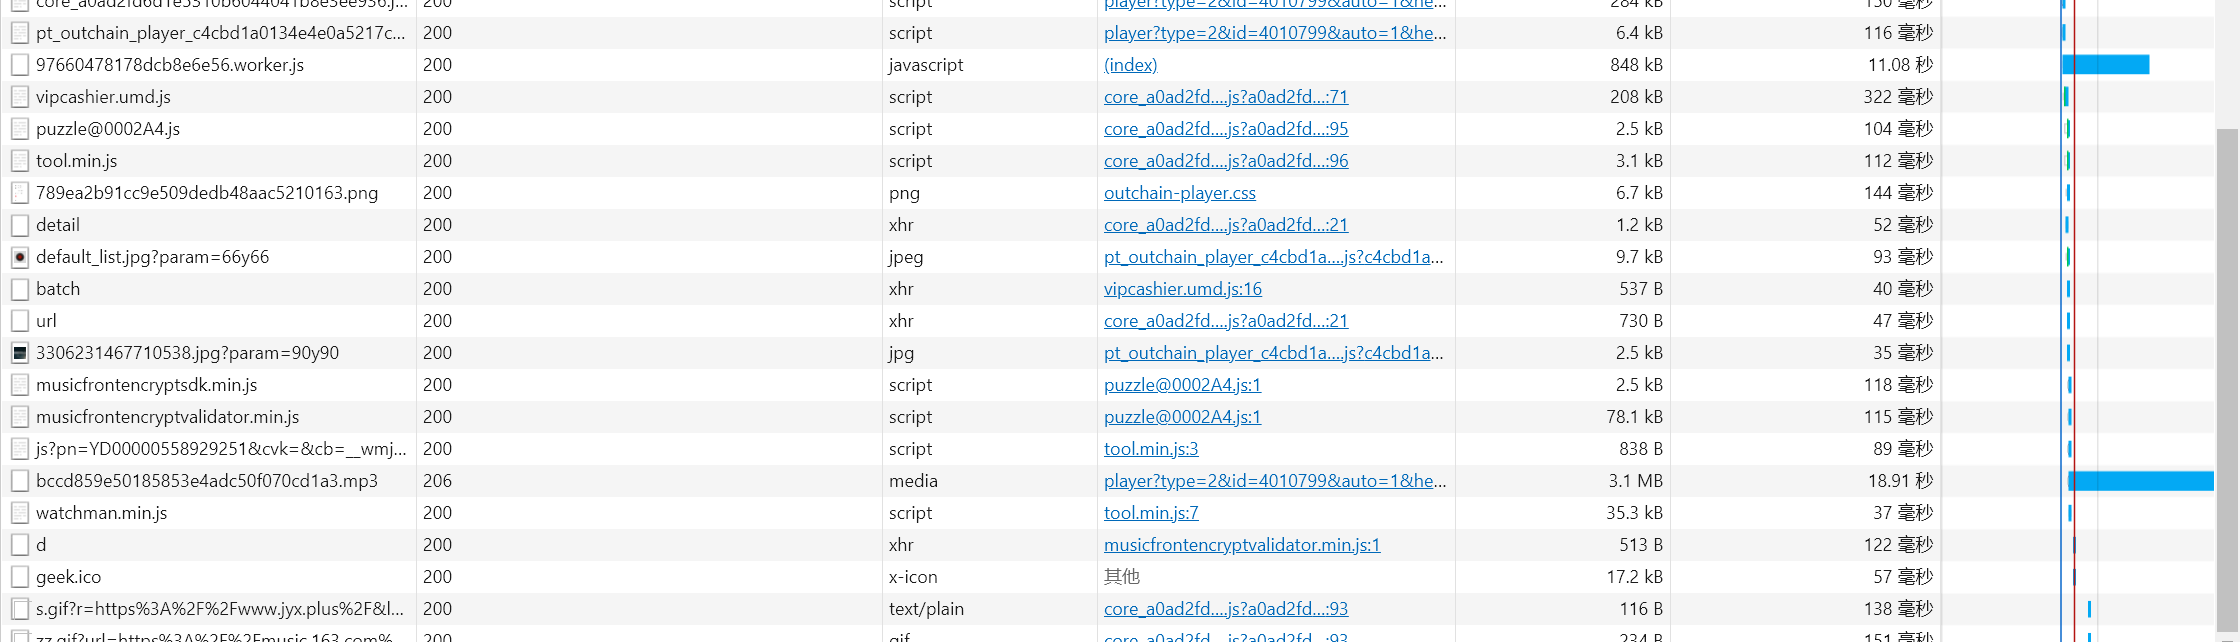 core_a0ad2fd6d1e5310b6044041b8e3ee936.j... 200 script player?type=2&id=4010799&auto=1&he... 284 kB 150 毫秒
pt_outchain_player_c4cbd1a0134e4e0a5217c... 200 script player?type=2&id=4010799&auto=1&he... 6.4 kB 116 毫秒
97660478178dcb8e6e56.worker.js 200 javascript (index) 848 kB 11.08 秒
vipcashier.umd.js 200 script core_a0ad2fd....js?a0ad2fd...:71 208 kB 322 毫秒
puzzle@0002A4.js 200 script core_a0ad2fd....js?a0ad2fd...:95 2.5 kB 104 毫秒
tool.min.js 200 script core_a0ad2fd....js?a0ad2fd...:96 3.1 kB 112 毫秒
789ea2b91cc9e509dedb48aac5210163.png 200 png outchain-player.css 6.7 kB 144 毫秒
detail 200 xhr core_a0ad2fd....js?a0ad2fd...:21 1.2 kB 52 毫秒
default_list.jpg?param=66y66 200 jpeg pt_outchain_player_c4cbd1a....js?c4cbd1a... 9.7 kB 93 毫秒
batch 200 xhr vipcashier.umd.js:16 537 B 40 毫秒
url 200 xhr core_a0ad2fd....js?a0ad2fd...:21 730 B 47 毫秒
3306231467710538.jpg?param=90y90 200 jpg pt_outchain_player_c4cbd1a....js?c4cbd1a... 2.5 kB 35 毫秒
musicfrontencryptsdk.min.js 200 script puzzle@0002A4.js:1 2.5 kB 118 毫秒
musicfrontencryptvalidator.min.js 200 script puzzle@0002A4.js:1 78.1 kB 115 毫秒
js?pn=YD00000558929251&cvk=&cb=__wmj... 200 script tool.min.js:3 838 B 89 毫秒
bccd859e50185853e4adc50f070cd1a3.mp3 206 media player?type=2&id=4010799&auto=1&he... 3.1 MB 18.91 秒
watchman.min.js 200 script tool.min.js:7 35.3 kB 37 毫秒
d 200 xhr musicfrontencryptvalidator.min.js:1 513 B 122 毫秒
geek.ico 200 x-icon 其他 17.2 kB 57 毫秒
s.gif?r=https%3A%2F%2Fwww.jyx.plus%2F&l... 200 text/plain core_a0ad2fd....js?a0ad2fd...:93 116 B 138 毫秒
zz.gif?url=https%3A%2F%2Fmusic.163.com%... 200 gif core_a0ad2fd....js?a0ad2fd...:93 234 B 151 毫秒